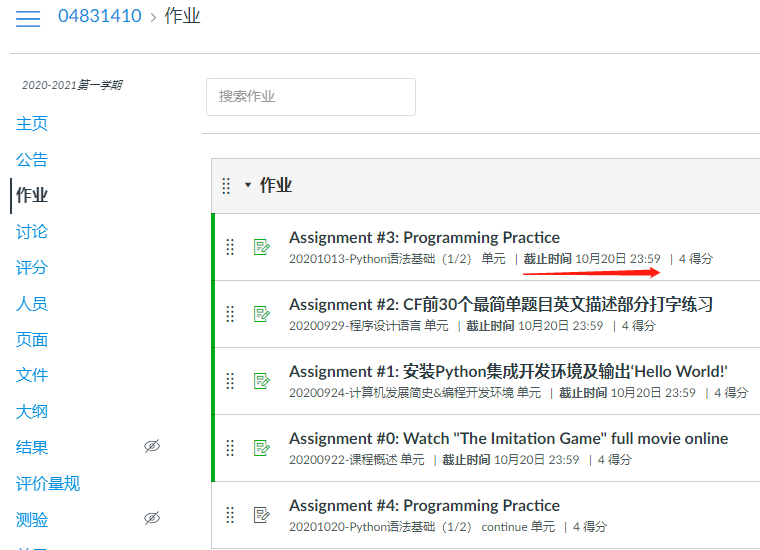 04831410 > 作业
2020-2021第一学期
搜索作业
主页
公告
作业
讨论
评分
人员
页面
文件
大纲
结果
评价量规
测验
作业
Assignment #3: Programming Practice
20201013-Python语法基础（1/2） 单元 | 截止时间 10月20日 23:59 | 4 得分
Assignment #2: CF前30个最简单题目英文描述部分打字练习
20200929-程序设计语言 单元 | 截止时间 10月20日 23:59 | 4 得分
Assignment #1: 安装Python集成开发环境及输出'Hello World!'
20200924-计算机发展简史&编程开发环境 单元 | 截止时间 10月20日 23:59 | 4 得分
Assignment #0: Watch "The Imitation Game" full movie online
20200922-课程概述 单元 | 截止时间 10月20日 23:59 | 4 得分
Assignment #4: Programming Practice
20201020-Python语法基础（1/2） continue 单元 | 4 得分